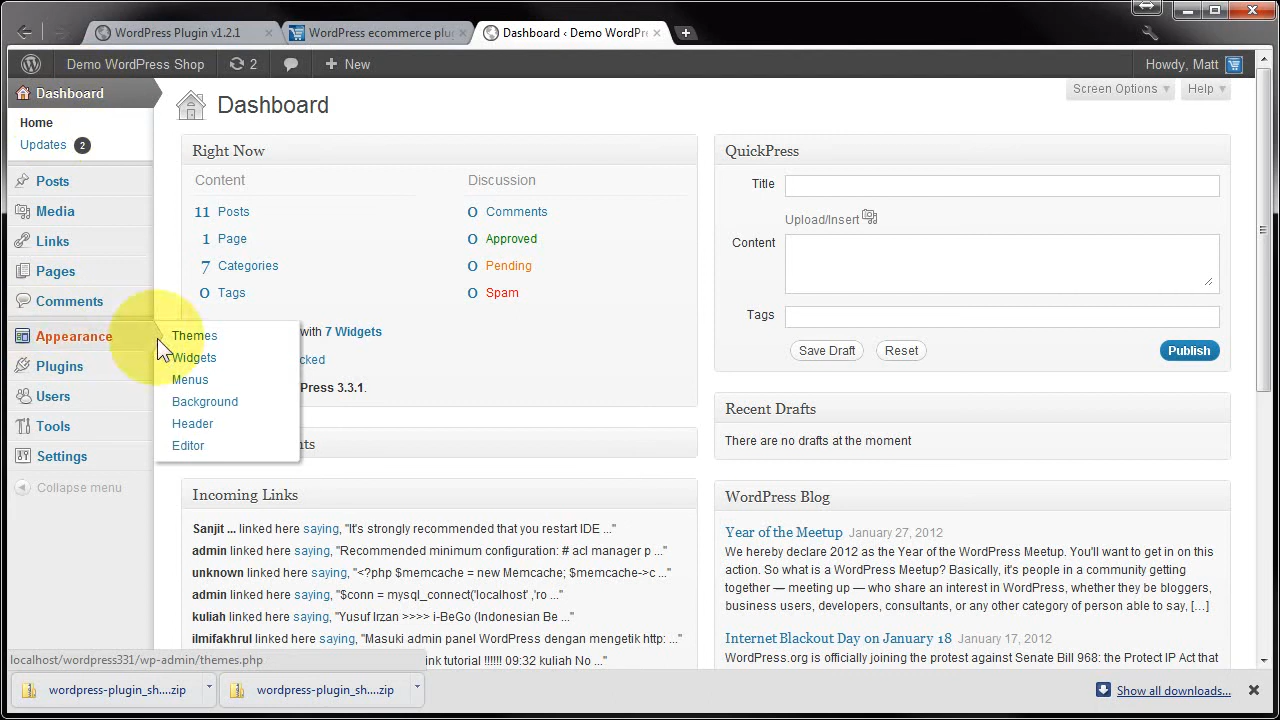 WordPress Plugin v1.2.1
WordPress ecommerce plug
Dashboard ‹ Demo WordPre
Demo WordPress Shop
2
New
Howdy, Matt
Dashboard
Home
Updates 2
Posts
Media
Links
Pages
Comments
Appearance
Plugins
Users
Tools
Settings
Collapse menu
Themes
Widgets
Menus
Background
Header
Editor
Dashboard
Screen Options
Help
Right Now
Content
Discussion
11 Posts
0 Comments
1 Page
0 Approved
7 Categories
0 Pending
0 Tags
0 Spam
with 7 Widgets
cked
Press 3.3.1.
nts
Incoming Links
Sanjit ... linked here saying, "It's strongly recommended that you restart IDE ..."
admin linked here saying, "Recommended minimum configuration: # acl manager p ..."
unknown linked here saying, "<?php $memcache = new Memcache; $memcache->c ..."
admin linked here saying, "$conn = mysql_connect('localhost' ,'ro ..."
kuliah linked here saying, "Yusuf Irzan >>>> i-BeGo (Indonesian Be ..."
ilmifakhrul linked here saying, "Masuki admin panel WordPress dengan mengetik http: ..."
ink tutorial !!!!!! 09:32 kuliah No ..."
QuickPress
Title
Upload/Insert
Content
Tags
Save Draft
Reset
Publish
Recent Drafts
There are no drafts at the moment
WordPress Blog
Year of the Meetup January 27, 2012
We hereby declare 2012 as the Year of the WordPress Meetup. You'll want to get in on this
action. So what is a WordPress Meetup? Basically, it's people in a community getting
together — meeting up — who share an interest in WordPress, whether they be bloggers,
business users, developers, consultants, or any other category of person able to say, […]
Internet Blackout Day on January 18 January 17, 2012
WordPress.org is officially joining the protest against Senate Bill 968: the Protect IP Act that
localhost/wordpress331/wp-admin/themes.php
wordpress-plugin_sh....zip
wordpress-plugin_sh....zip
Show all downloads...